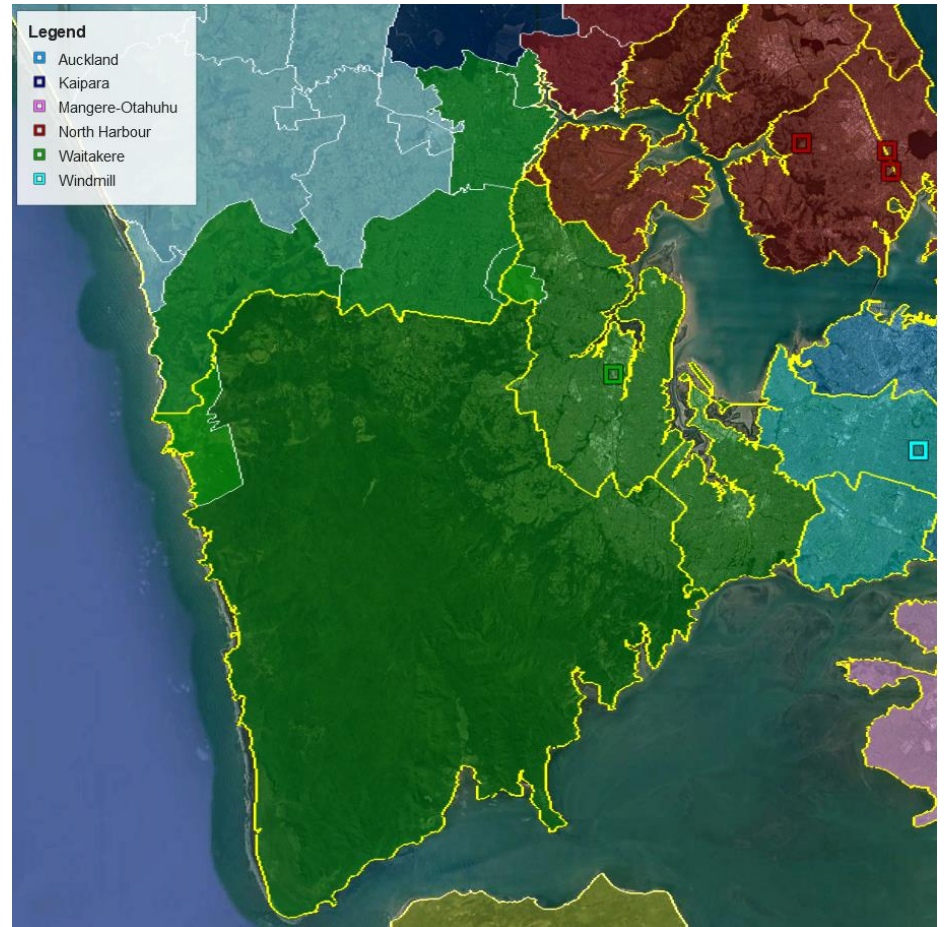 Legend
Auckland
Kaipara
Mangere-Otahuhu
North Harbour
Waitakere
Windmill